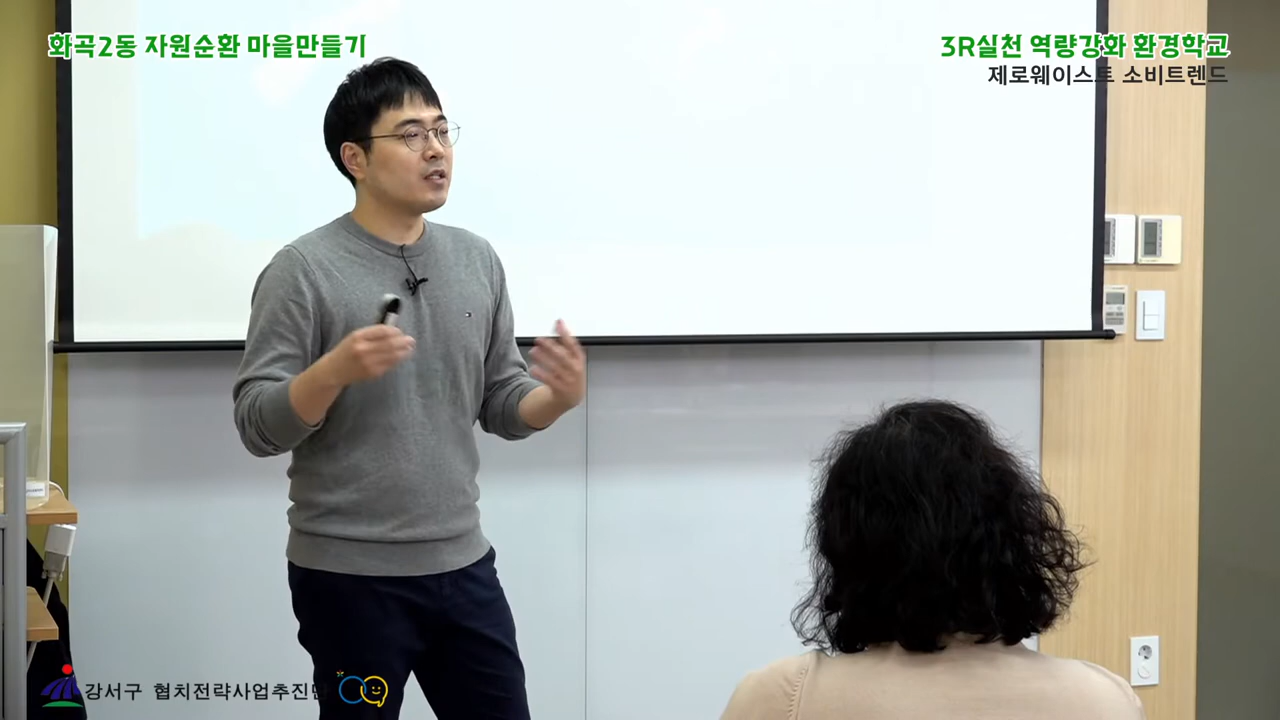 화곡2동 자원순환 마을만들기
3R실천 역량강화 환경학교
제로웨이스트 소비트렌드
강서구 협치전략사업추진단